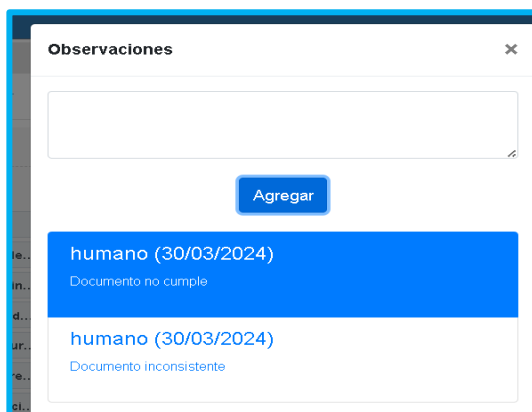 Observaciones
×
Agregar
humano (30/03/2024)
Documento no cumple
humano (30/03/2024)
Documento inconsistente